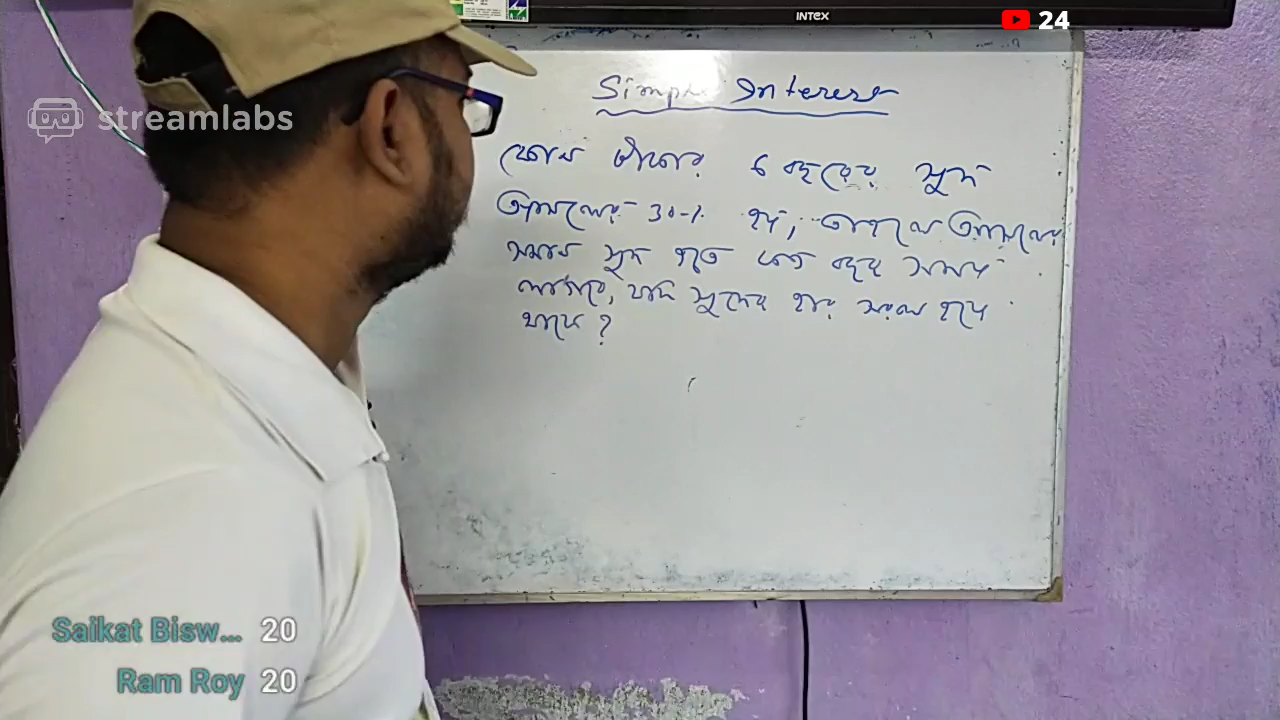 INTEX
24
streamlabs
Simple Interest
কোন টাকার 6 বছরের সুদ
আসলের 30% হয়, তাহলে আসলের
সমান সুদ হতে কত বছর সময়
লাগবে, যদি সুদের হার সরল হয়ে
থাকে?
Saikat Bisw... 20
Ram Roy 20